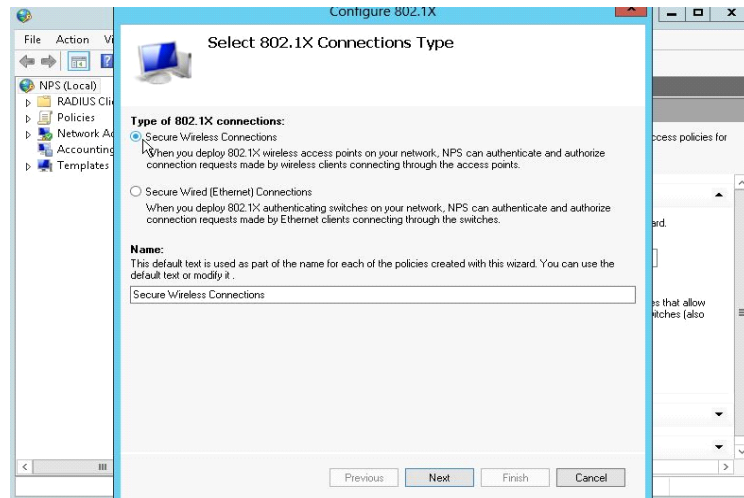 Configure 802.1X
File Action Vi
NPS (Local)
RADIUS Clie
Policies
Network Ac
Accounting
Templates
Select 802.1X Connections Type
Type of 802.1X connections:
Secure Wireless Connections
When you deploy 802.1X wireless access points on your network, NPS can authenticate and authorize
connection requests made by wireless clients connecting through the access points.
Secure Wired (Ethernet) Connections
When you deploy 802.1X authenticating switches on your network, NPS can authenticate and authorize
connection requests made by Ethernet clients connecting through the switches.
Name:
This default text is used as part of the name for each of the policies created with this wizard. You can use the
default text or modify it .
Secure Wireless Connections
Previous Next Finish Cancel
ccess policies for
ard.
es that allow
witches (also